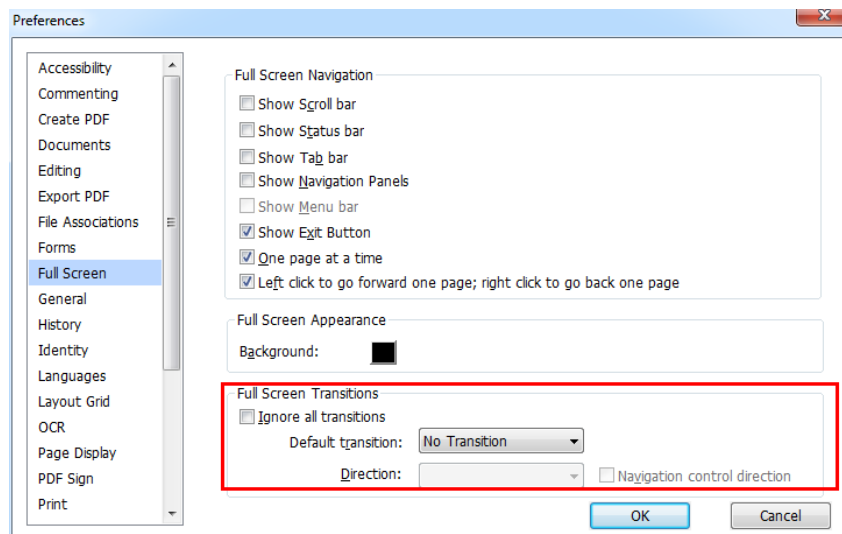 Preferences
Accessibility
Commenting
Create PDF
Documents
Editing
Export PDF
File Associations
Forms
Full Screen
General
History
Identity
Languages
Layout Grid
OCR
Page Display
PDF Sign
Print
Full Screen Navigation
Show Scroll bar
Show Status bar
Show Tab bar
Show Navigation Panels
Show Menu bar
Show Exit Button
One page at a time
Left click to go forward one page; right click to go back one page
Full Screen Appearance
Background:
Full Screen Transitions
Ignore all transitions
Default transition: No Transition
Direction: Navigation control direction
OK Cancel